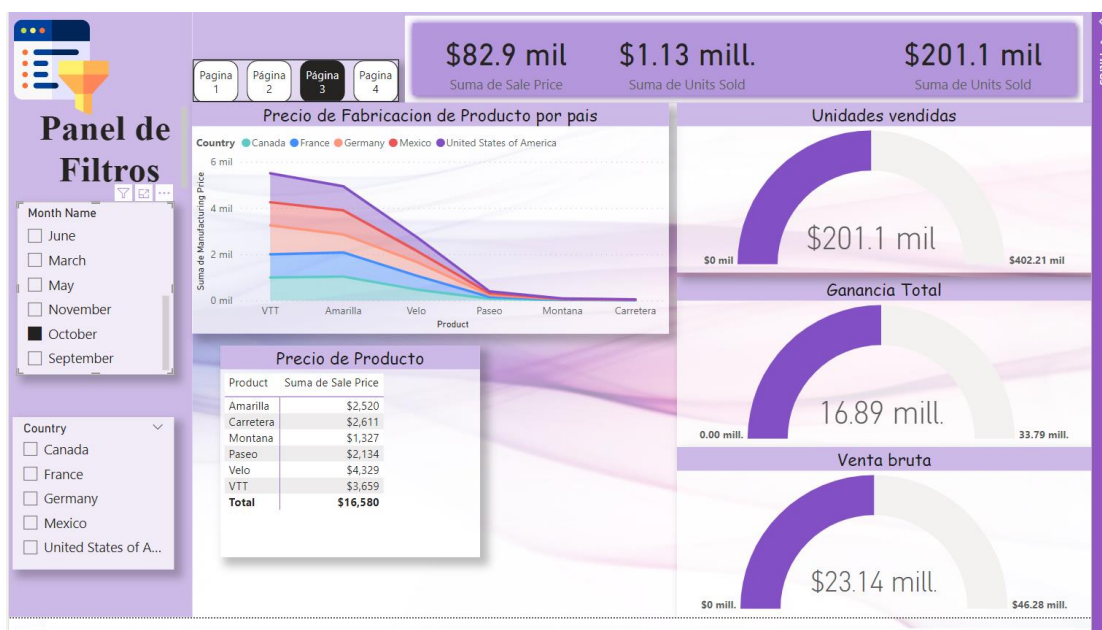 Panel de
Filtros
Month Name
June
March
May
November
October
September
Country
Canada
France
Germany
Mexico
United States of A...
Pagina
1
Página
2
Página
3
Pagina
4
$82.9 mil
Suma de Sale Price
$1.13 mill.
Suma de Units Sold
$201.1 mil
Suma de Units Sold
Precio de Fabricacion de Producto por pais
Country Canada France Germany Mexico United States of America
Suma de Manufacturing Price
6 mil
4 mil
2 mil
0 mil
VTT Amarilla Velo Paseo Montana Carretera
Product
Precio de Producto
Product Suma de Sale Price
Amarilla $2,520
Carretera $2,611
Montana $1,327
Paseo $2,134
Velo $4,329
VTT $3,659
Total $16,580
Unidades vendidas
$201.1 mil
$0 mil $402.21 mil
Ganancia Total
16.89 mill.
0.00 mill. 33.79 mill.
Venta bruta
$23.14 mill.
$0 mill. $46.28 mill.